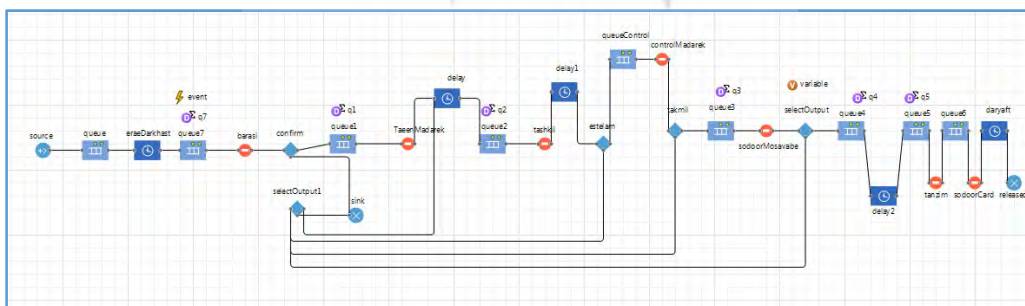 queueControl
controlMadarek
delay
delay1
event
q7
q1
q2
q3
variable
q4
q5
source
queue
eraeDarkhast
queue7
barasi
confirm
queue1
TaeenMadarek
queue2
tashkil
estelam
takmil
queue3
sodoorMosavabe
selectOutput
queue4
queue5
queue6
daryaft
selectOutput1
sink
delay2
tanzim
sodoorCard
released